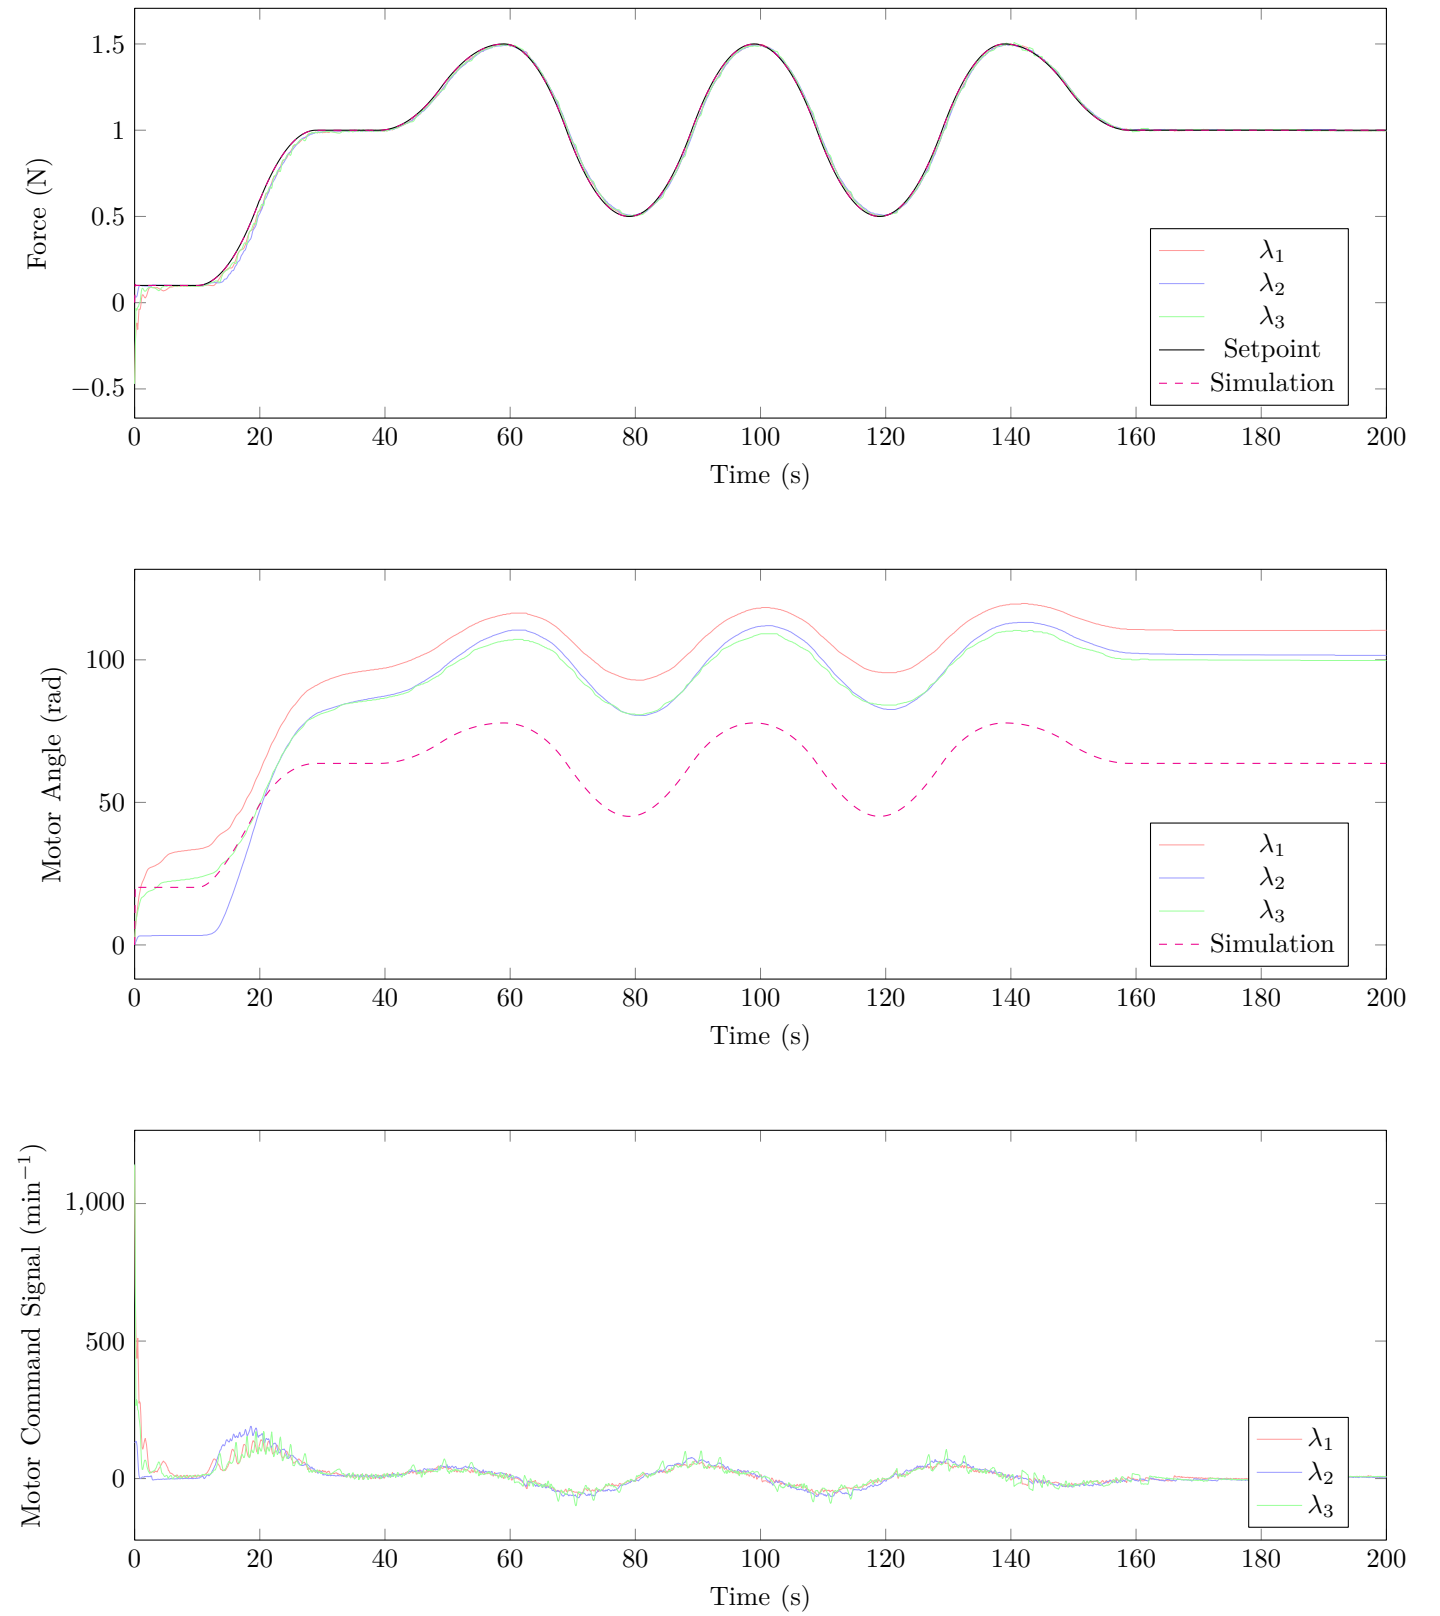 1.5
1
0.5
0
−0.5
Force (N)
λ1
λ2
λ3
Setpoint
Simulation
0 20 40 60 80 100 120 140 160 180 200
Time (s)
100
50
0
Motor Angle (rad)
λ1
λ2
λ3
Simulation
0 20 40 60 80 100 120 140 160 180 200
Time (s)
1,000
500
0
Motor Command Signal (min⁻¹)
λ1
λ2
λ3
0 20 40 60 80 100 120 140 160 180 200
Time (s)